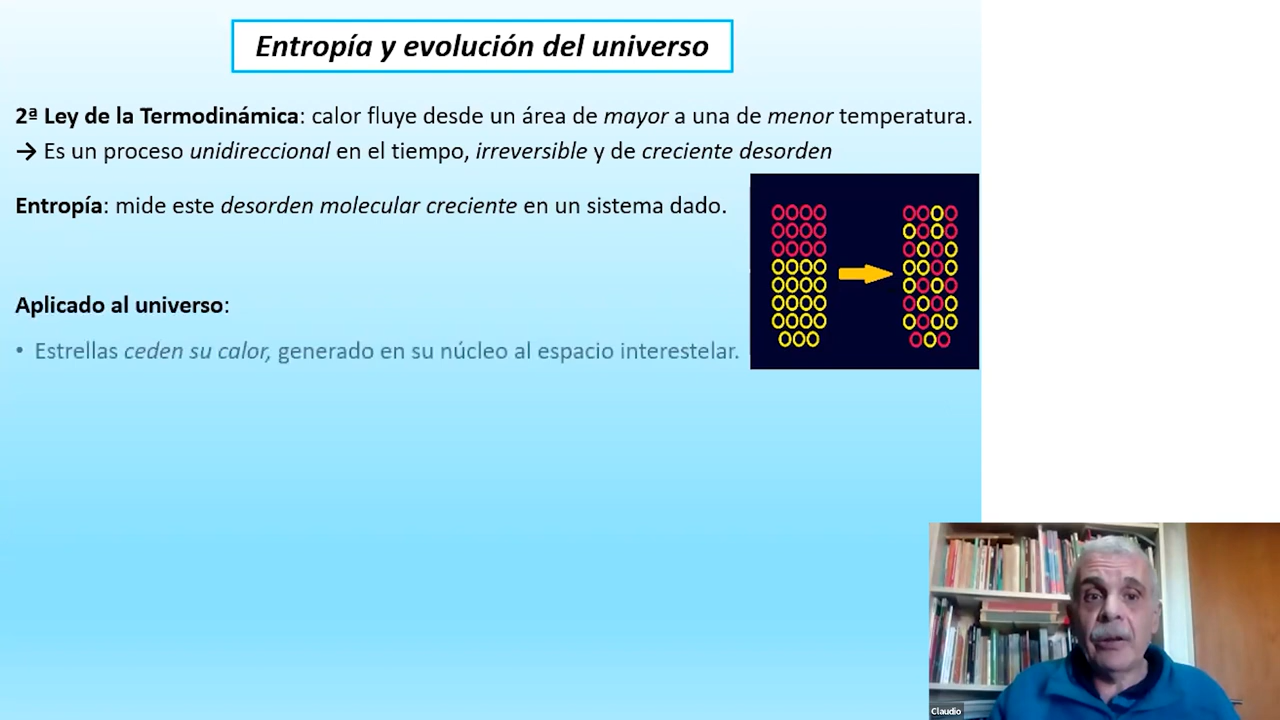 Entropía y evolución del universo
2ª Ley de la Termodinámica: calor fluye desde un área de mayor a una de menor temperatura.
→ Es un proceso unidireccional en el tiempo, irreversible y de creciente desorden
Entropía: mide este desorden molecular creciente en un sistema dado.
Aplicado al universo:
• Estrellas ceden su calor, generado en su núcleo al espacio interestelar.
Claudio